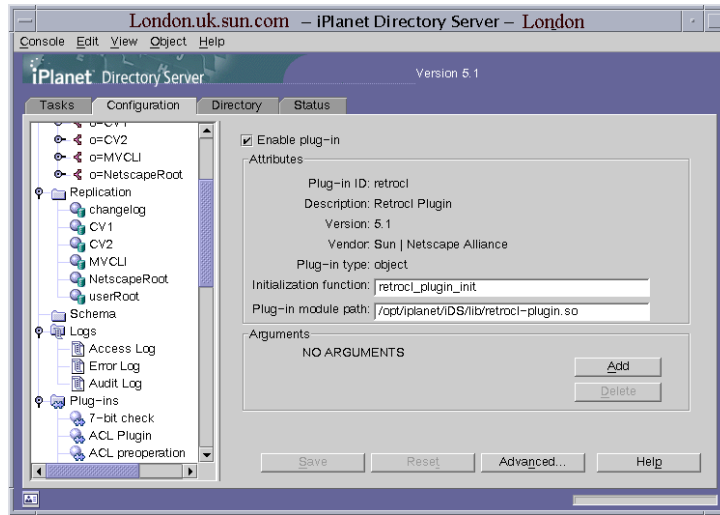 London.uk.sun.com – iPlanet Directory Server – London
Console Edit View Object Help
iPlanet Directory Server
Version 5.1
Tasks Configuration Directory Status
o=CV1
o=CV2
o=MVCLI
o=NetscapeRoot
Replication
changelog
CV1
CV2
MVCLI
NetscapeRoot
userRoot
Schema
Logs
Access Log
Error Log
Audit Log
Plug-ins
7-bit check
ACL Plugin
ACL preoperation
Enable plug-in
Attributes
Plug-in ID: retrocl
Description: Retrocl Plugin
Version: 5.1
Vendor: Sun | Netscape Alliance
Plug-in type: object
Initialization function: retrocl_plugin_init
Plug-in module path: /opt/iplanet/iDS/lib/retrocl-plugin.so
Arguments
NO ARGUMENTS
Add
Delete
Save Reset Advanced... Help